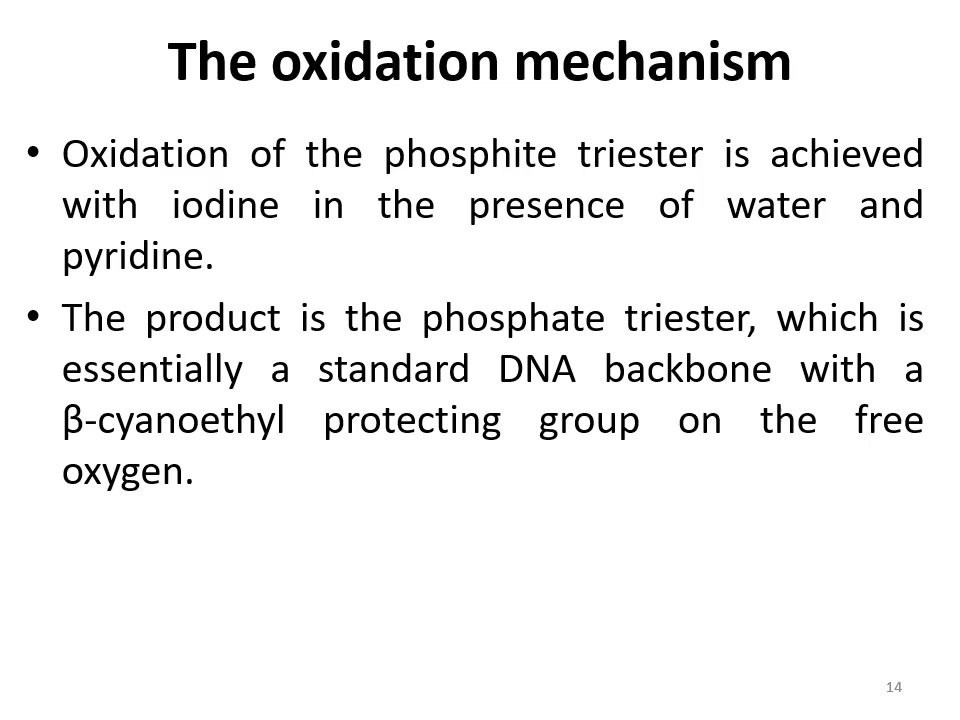 The oxidation mechanism
• Oxidation of the phosphite triester is achieved
with iodine in the presence of water and
pyridine.
• The product is the phosphate triester, which is
essentially a standard DNA backbone with a
β-cyanoethyl protecting group on the free
oxygen.
14